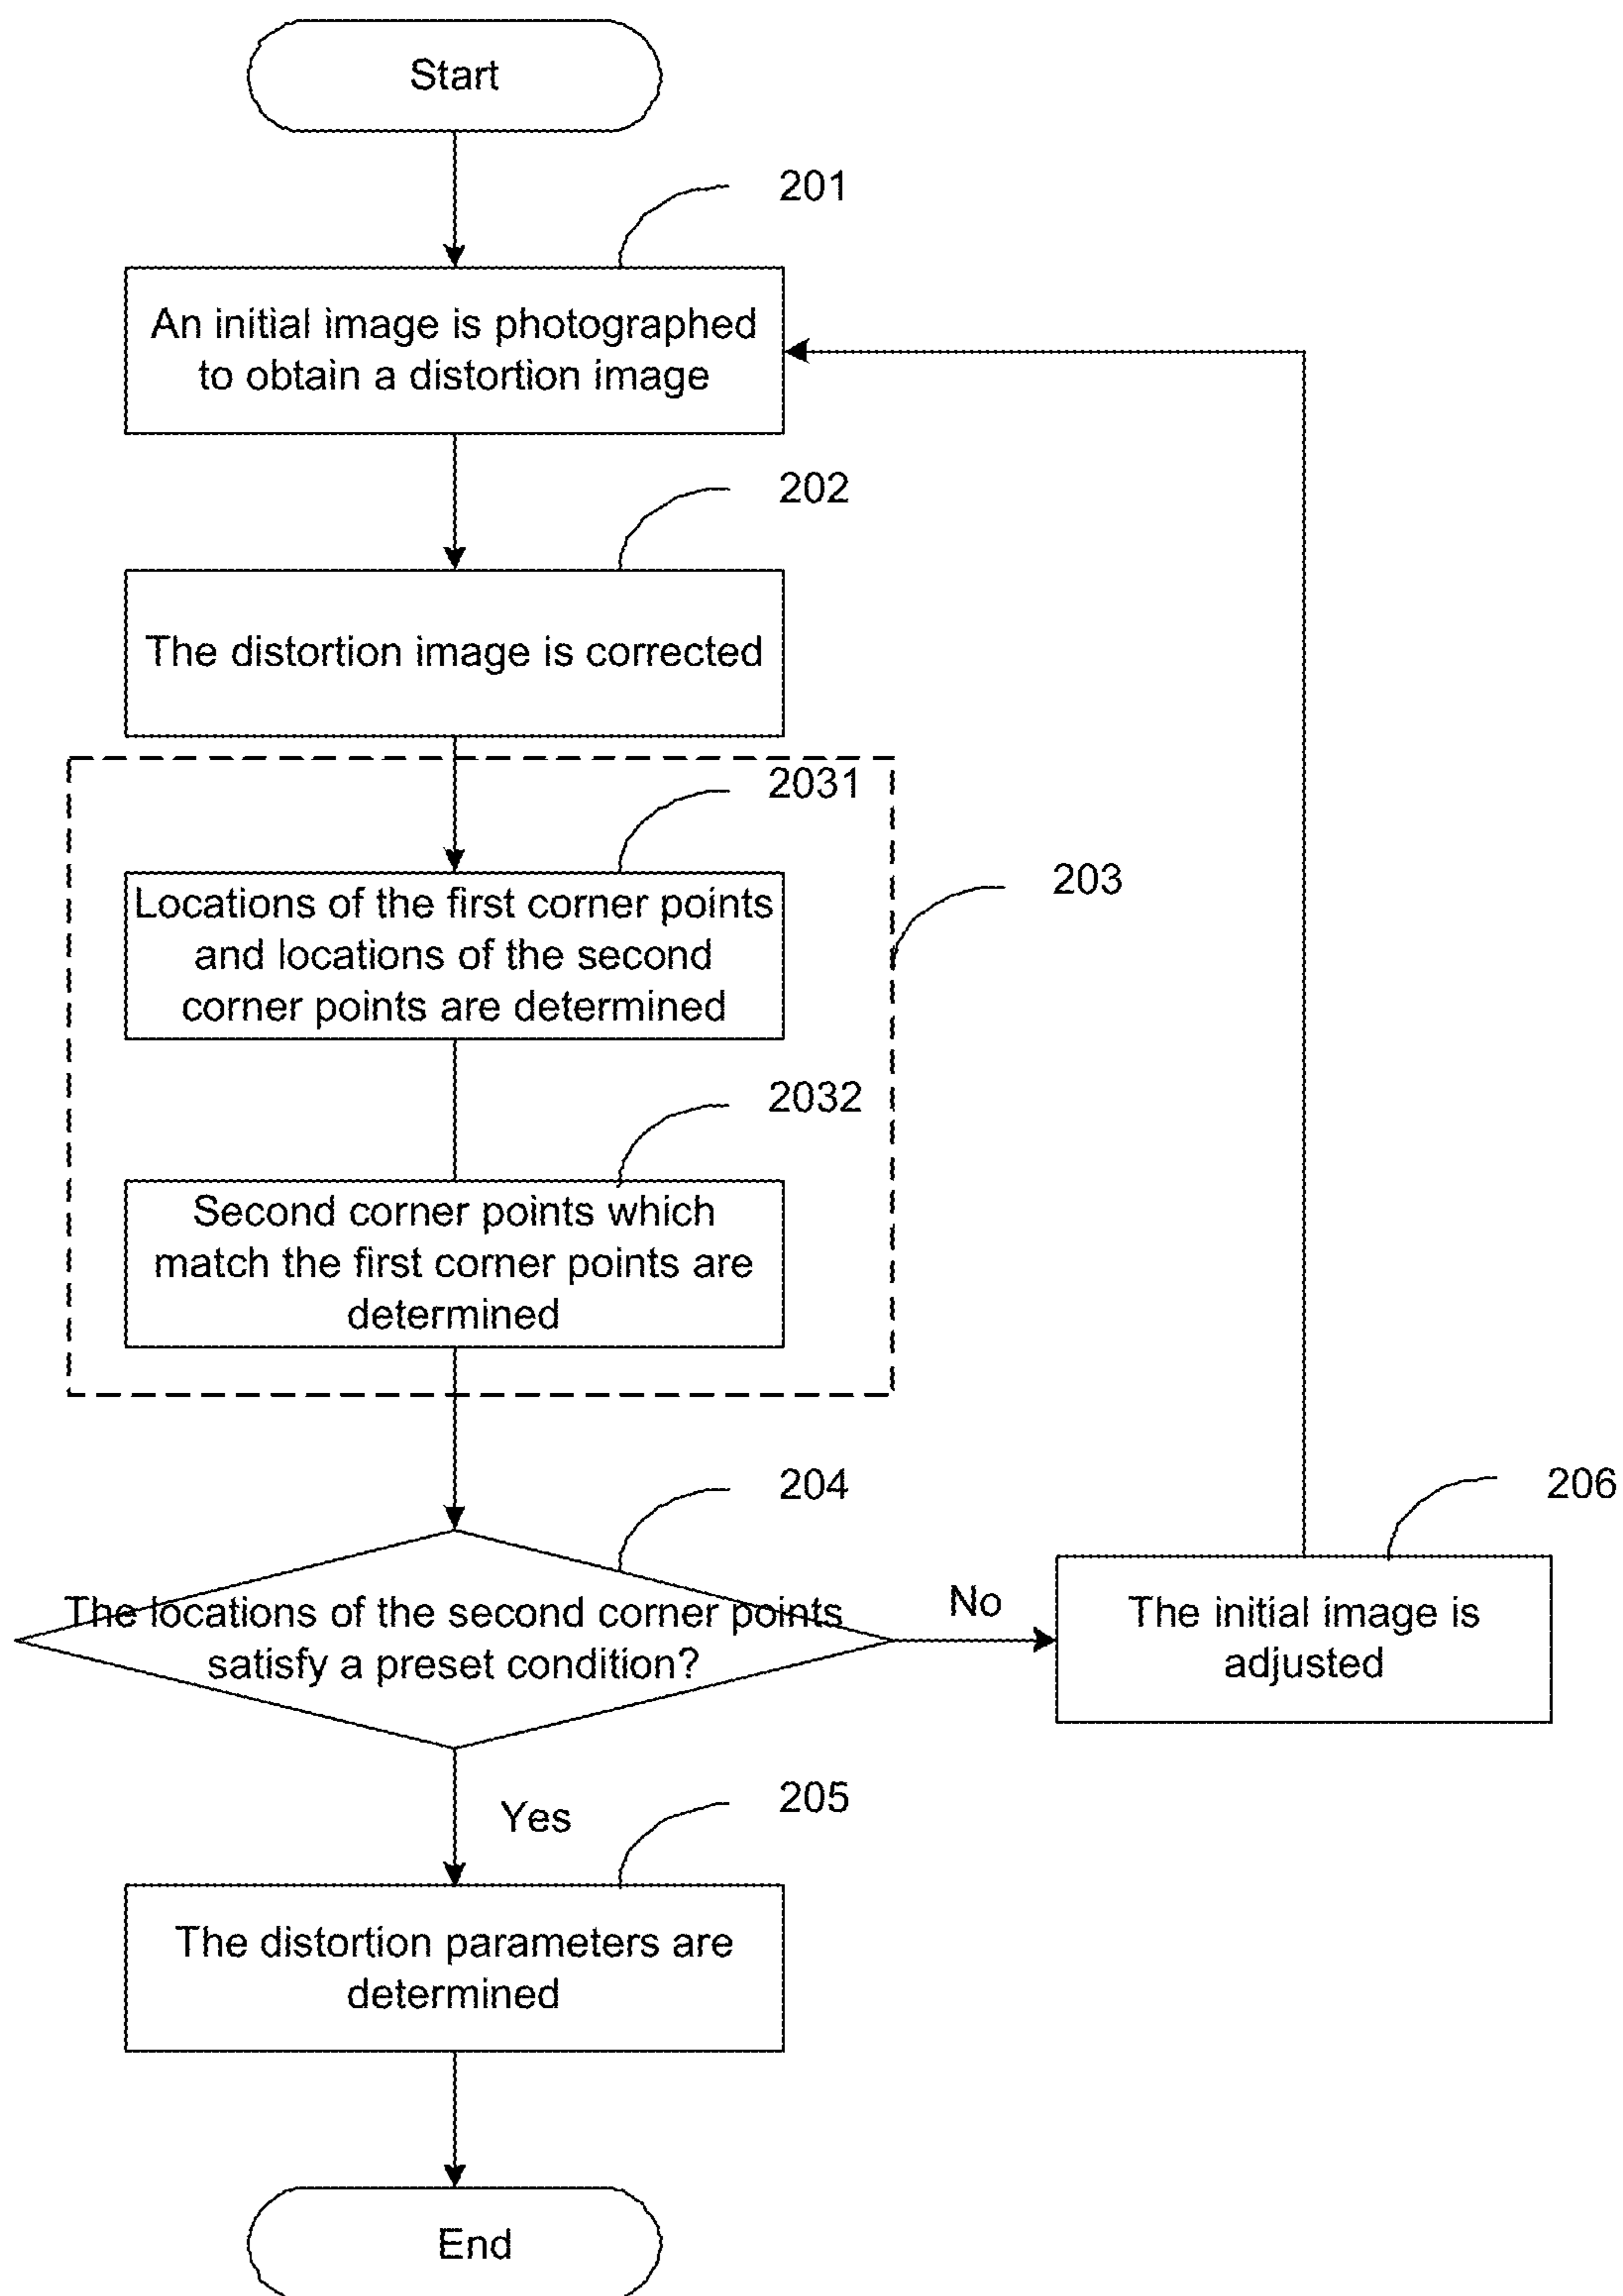 Start
201
An initial image is photographed
to obtain a distortion image
202
The distortion image is corrected
2031
203
Locations of the first corner points
and locations of the second
corner points are determined
2032
Second corner points which
match the first corner points are
determined
204
206
The locations of the second corner points
satisfy a preset condition?
No
The initial image is
adjusted
Yes
205
The distortion parameters are
determined
End